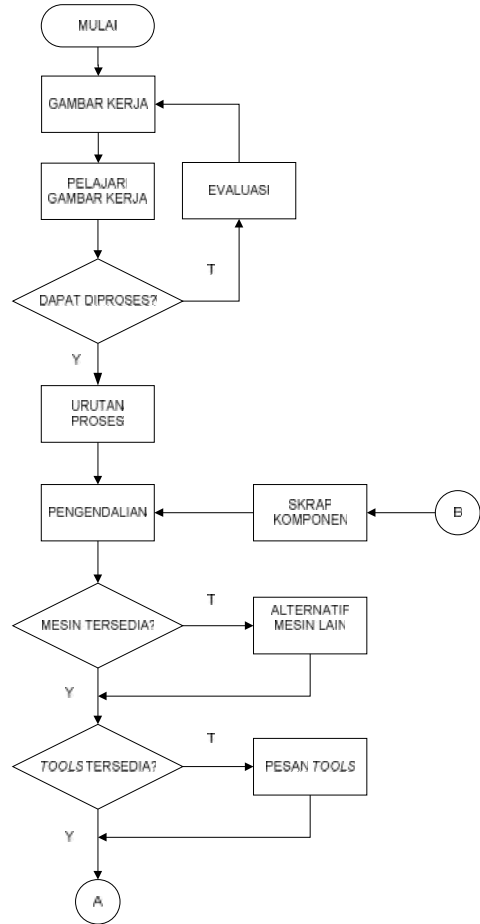 MULAI
GAMBAR KERJA
PELAJARI
GAMBAR KERJA
EVALUASI
T
DAPAT DIPROSES?
Y
URUTAN
PROSES
PENGENDALIAN
SKRAP
KOMPONEN
B
MESIN TERSEDIA?
T
ALTERNATIF
MESIN LAIN
Y
TOOLS TERSEDIA?
T
PESAN TOOLS
Y
A